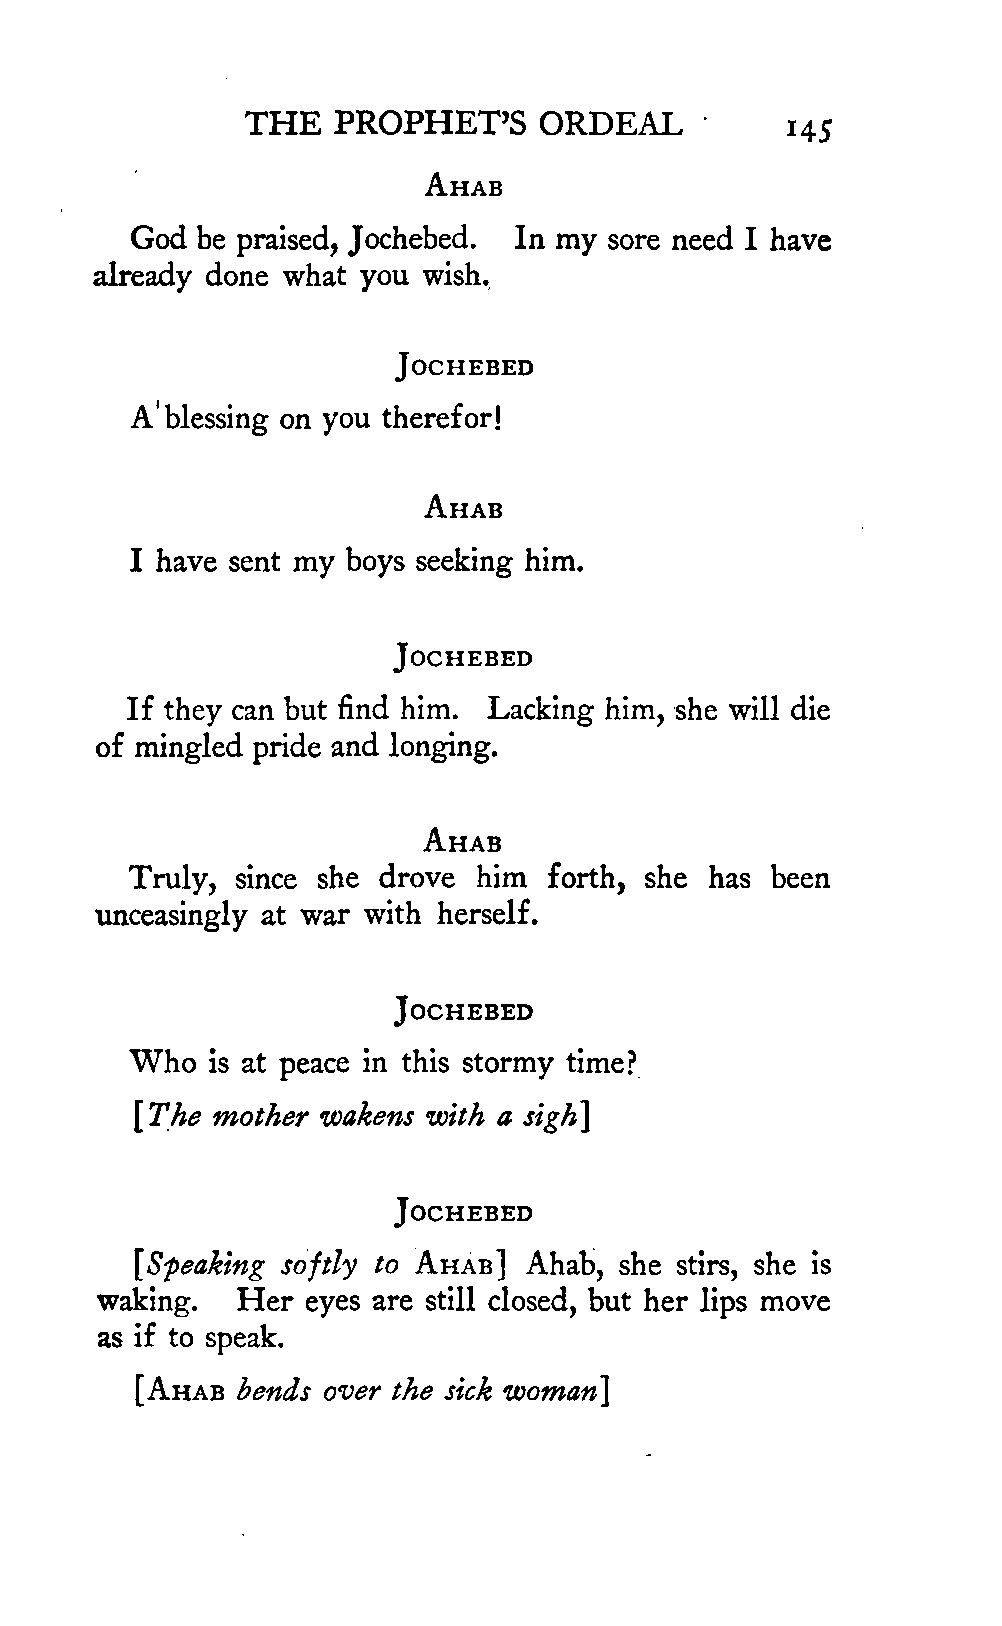 THE PROPHET'S ORDEAL 145
AHAB
God be praised, Jochebed. In my sore need I have
already done what you wish.
JOCHEBED
A blessing on you therefor!
AHAB
I have sent my boys seeking him.
JOCHEBED
If they can but find him. Lacking him, she will die
of mingled pride and longing.
AHAB
Truly, since she drove him forth, she has been
unceasingly at war with herself.
JOCHEBED
Who is at peace in this stormy time?
[The mother wakens with a sigh]
JOCHEBED
[Speaking softly to AHAB] Ahab, she stirs, she is
waking. Her eyes are still closed, but her lips move
as if to speak.
[AHAB bends over the sick woman]